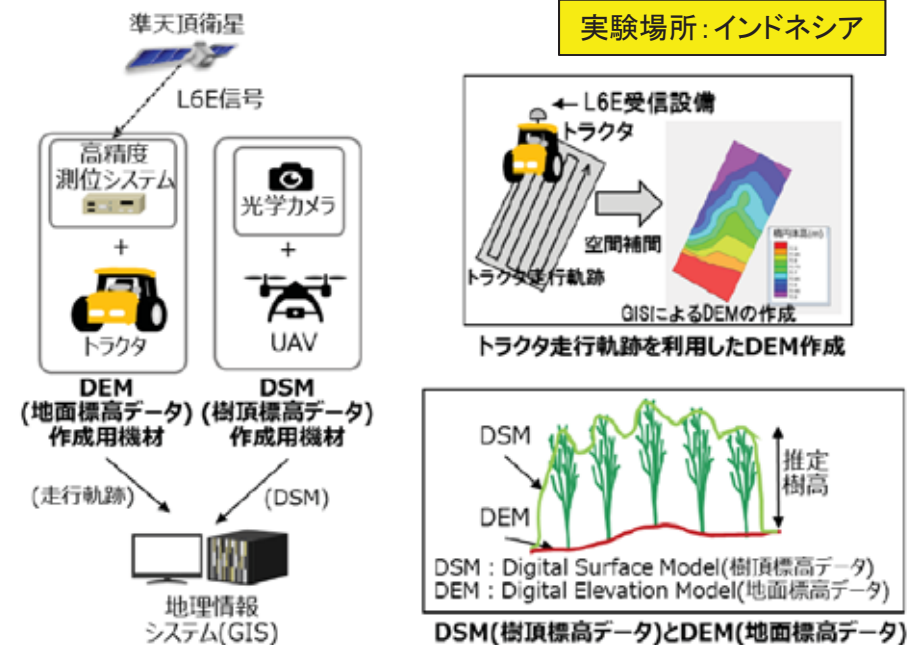 実験場所：インドネシア
準天頂衛星
L6E信号
高精度
測位システム
+
トラクタ
光学カメラ
+
UAV
DEM
(地面標高データ)
作成用機材
DSM
(樹頂標高データ)
作成用機材
(走行軌跡)
(DSM)
地理情報
システム(GIS)
← L6E受信設備
トラクタ
空間補間
トラクタ走行軌跡
GISによるDEMの作成
トラクタ走行軌跡を利用したDEM作成
DSM
DEM
推定
樹高
DSM : Digital Surface Model(樹頂標高データ)
DEM : Digital Elevation Model(地面標高データ)
DSM(樹頂標高データ)とDEM(地面標高データ)